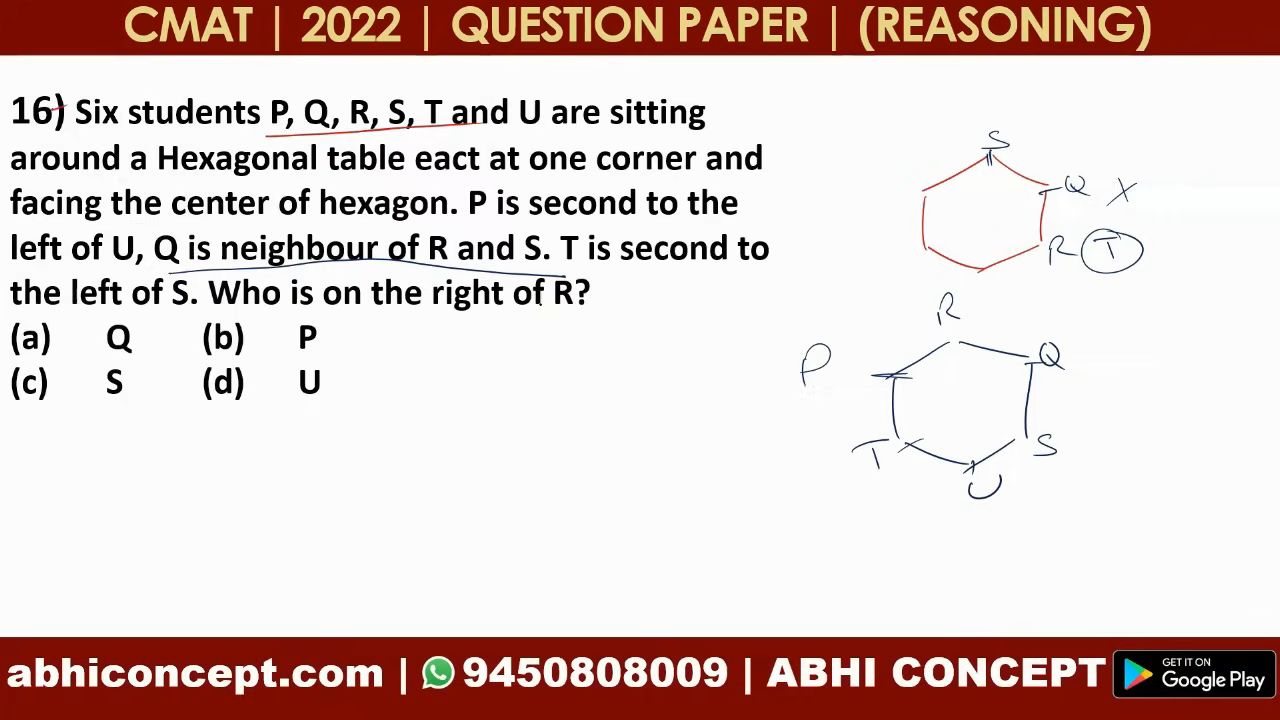 CMAT | 2022 | QUESTION PAPER | (REASONING)
16) Six students P, Q, R, S, T and U are sitting
around a Hexagonal table eact at one corner and
facing the center of hexagon. P is second to the
left of U, Q is neighbour of R and S. T is second to
the left of S. Who is on the right of R?
(a) Q (b) P
(c) S (d) U
S
Q X
R T
R
P Q
T S
U
abhiconcept.com | 9450808009 | ABHI CONCEPT
GET IT ON
Google Play